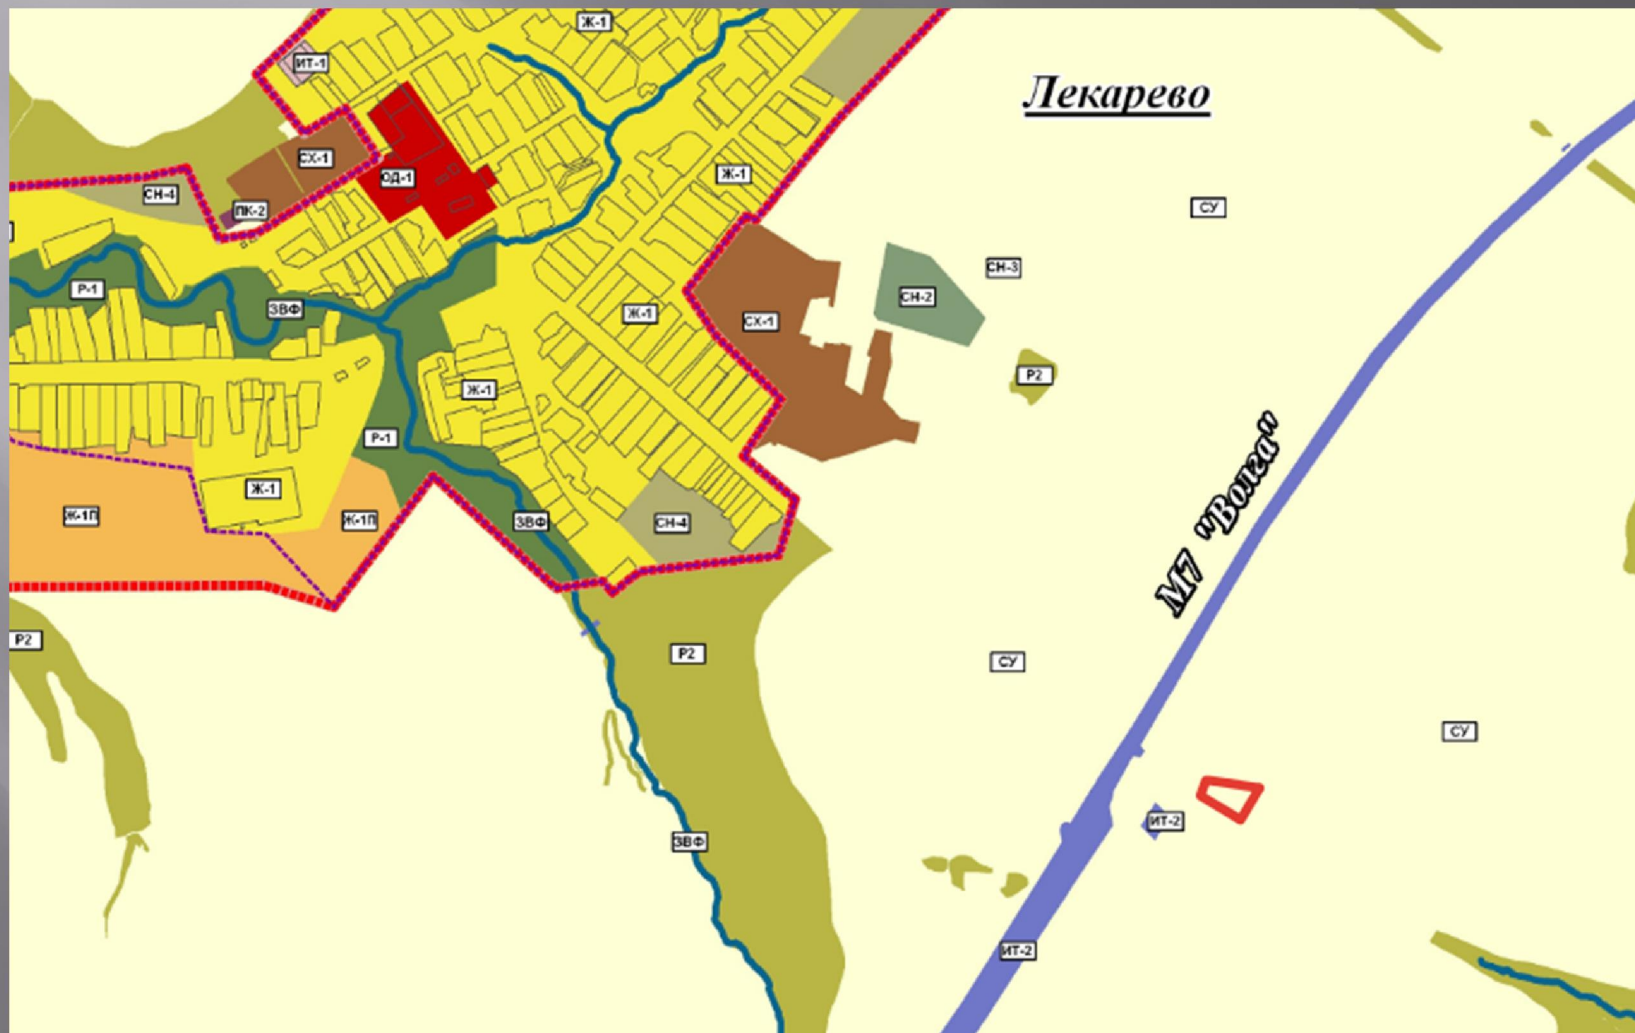 Ж-1
ИТ-1
Лекарево
СХ-1
ОД-1
Ж-1
СН-4
ПК-2
СУ
СН-3
Р-1
СН-2
ЗВФ
Ж-1
СХ-1
Р2
Ж-1
Р-1
М7 "Волга"
Ж-1
Ж-1П
Ж-1П
ЗВФ
СН-4
Р2
Р2
СУ
СУ
ИТ-2
ЗВФ
ИТ-2